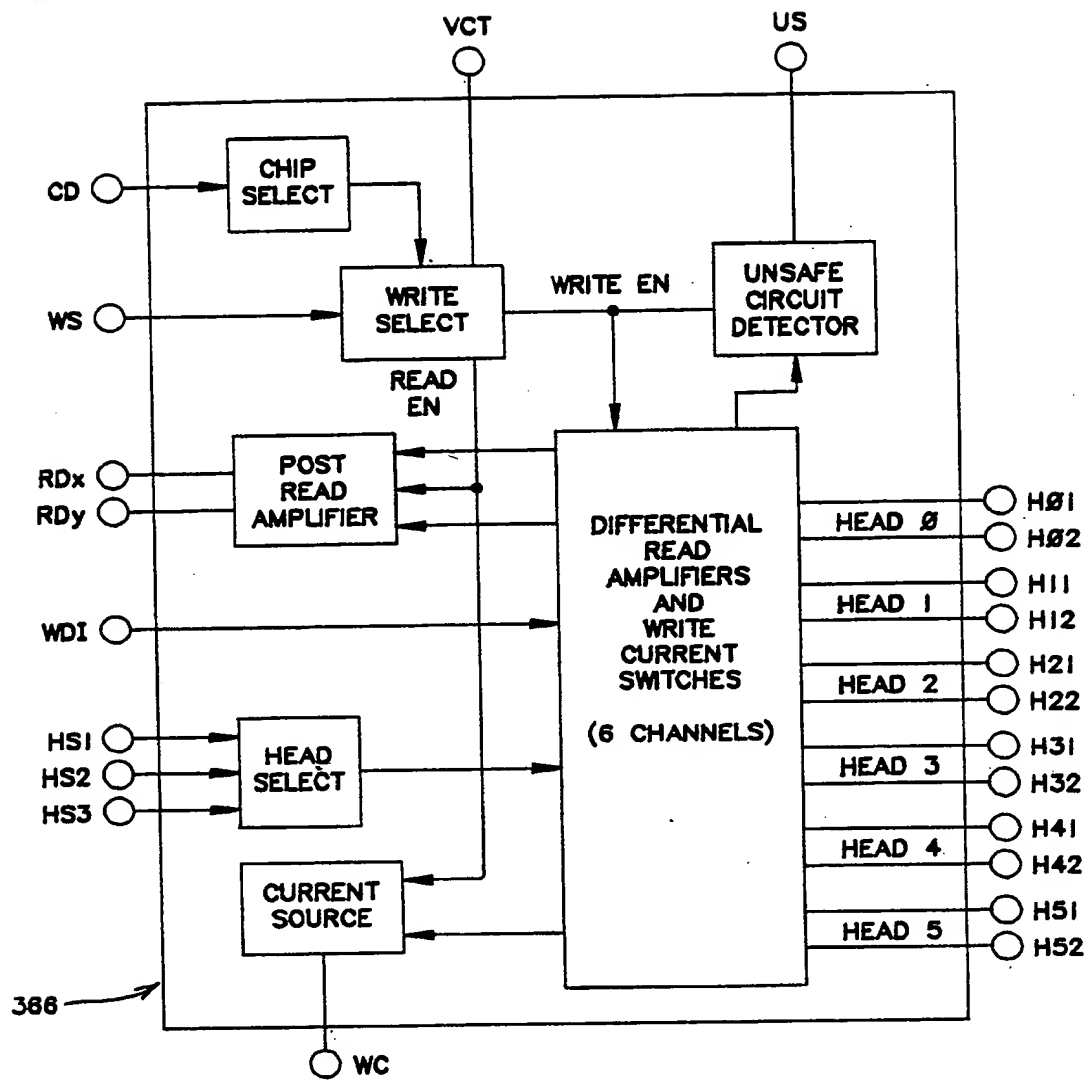 VCT
US
CD
CHIP
SELECT
WS
WRITE
SELECT
WRITE EN
UNSAFE
CIRCUIT
DETECTOR
READ
EN
RDx
RDy
POST
READ
AMPLIFIER
DIFFERENTIAL
READ
AMPLIFIERS
AND
WRITE
CURRENT
SWITCHES
(6 CHANNELS)
HEAD Ø
HØ1
HØ2
HEAD 1
H11
H12
HEAD 2
H21
H22
HEAD 3
H31
H32
HEAD 4
H41
H42
HEAD 5
H51
H52
WDI
HS1
HS2
HS3
HEAD
SELECT
CURRENT
SOURCE
366
WC